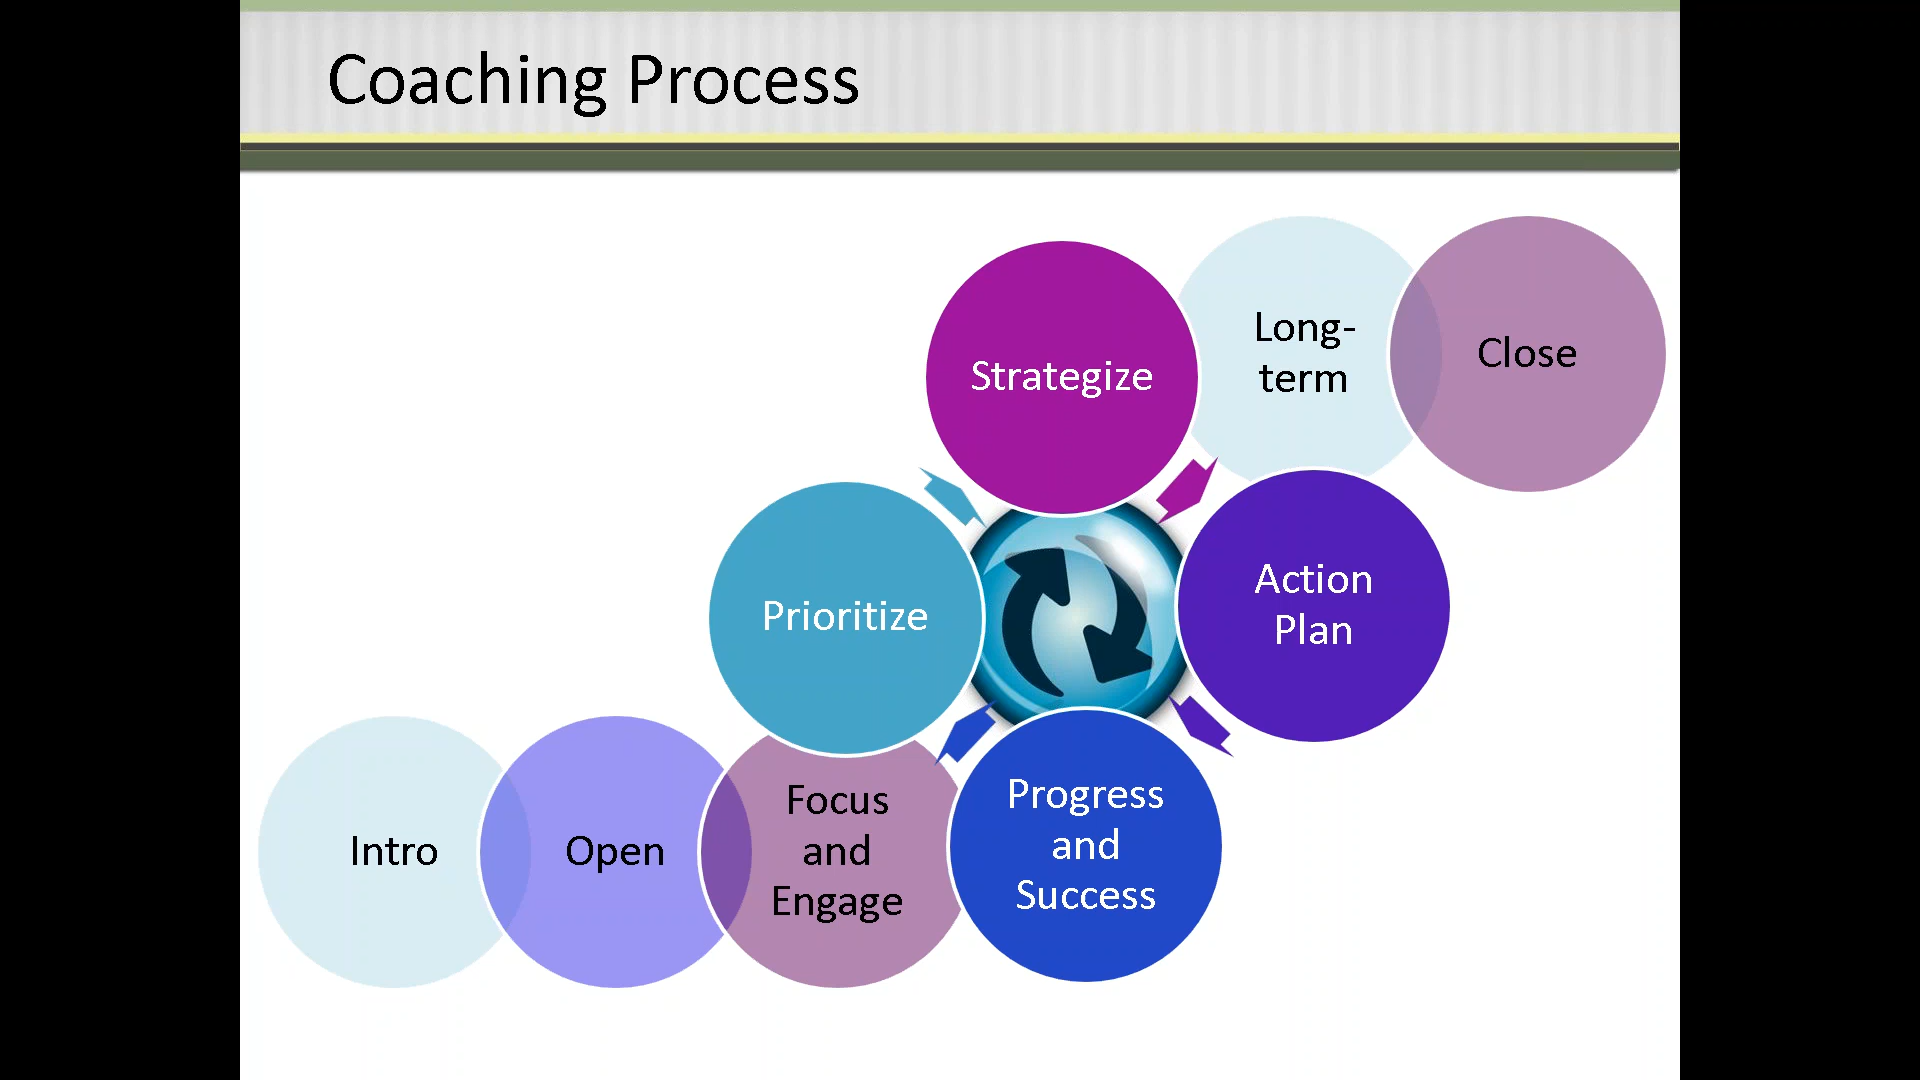 Coaching Process
Intro
Open
Focus
and
Engage
Prioritize
Strategize
Action
Plan
Progress
and
Success
Long-
term
Close